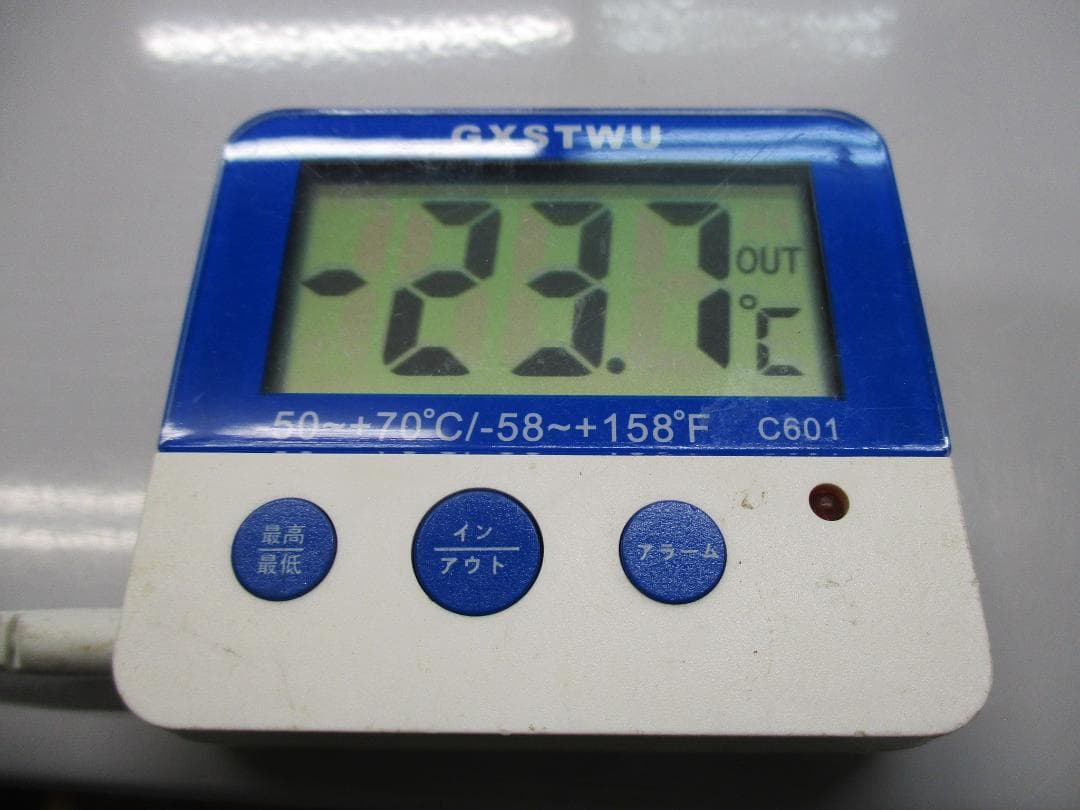 GXSTWU
-23.7 OUT °C
50~+70°C/-58~+158°F C601
最高 イン アラーム
最低 アウト